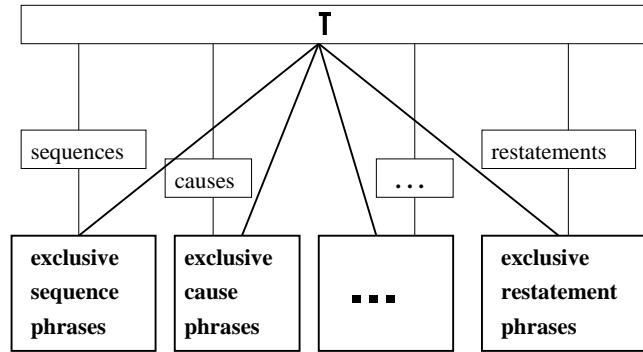 T
sequences
causes
...
restatements
exclusive
sequence
phrases
exclusive
cause
phrases
...
exclusive
restatement
phrases